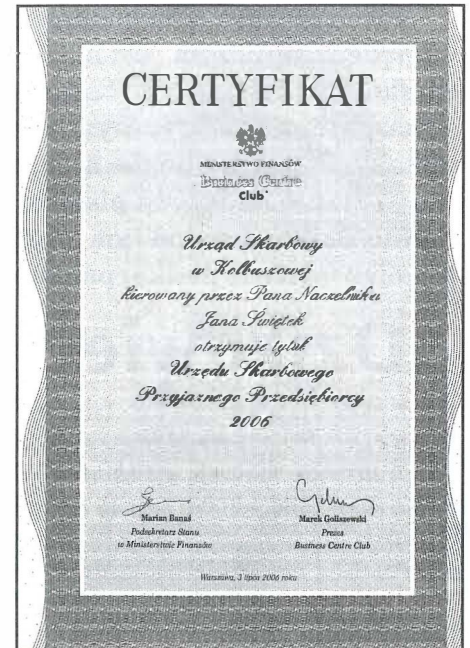 CERTYFIKAT
MINISTERSTWO FINANSÓW
Business Centre
Club
Urząd Skarbowy
w Kolbuszowej
kierowany przez Pana Naczelnika
Jana Świętek
otrzymuje tytuł
Urzędu Skarbowego
Przyjaznego Przedsiębiorcy
2006
Marian Banaś
Podsekretarz Stanu
w Ministerstwie Finansów
Marek Goliszewski
Prezes
Business Centre Club
Warszawa, 3 lipca 2006 roku